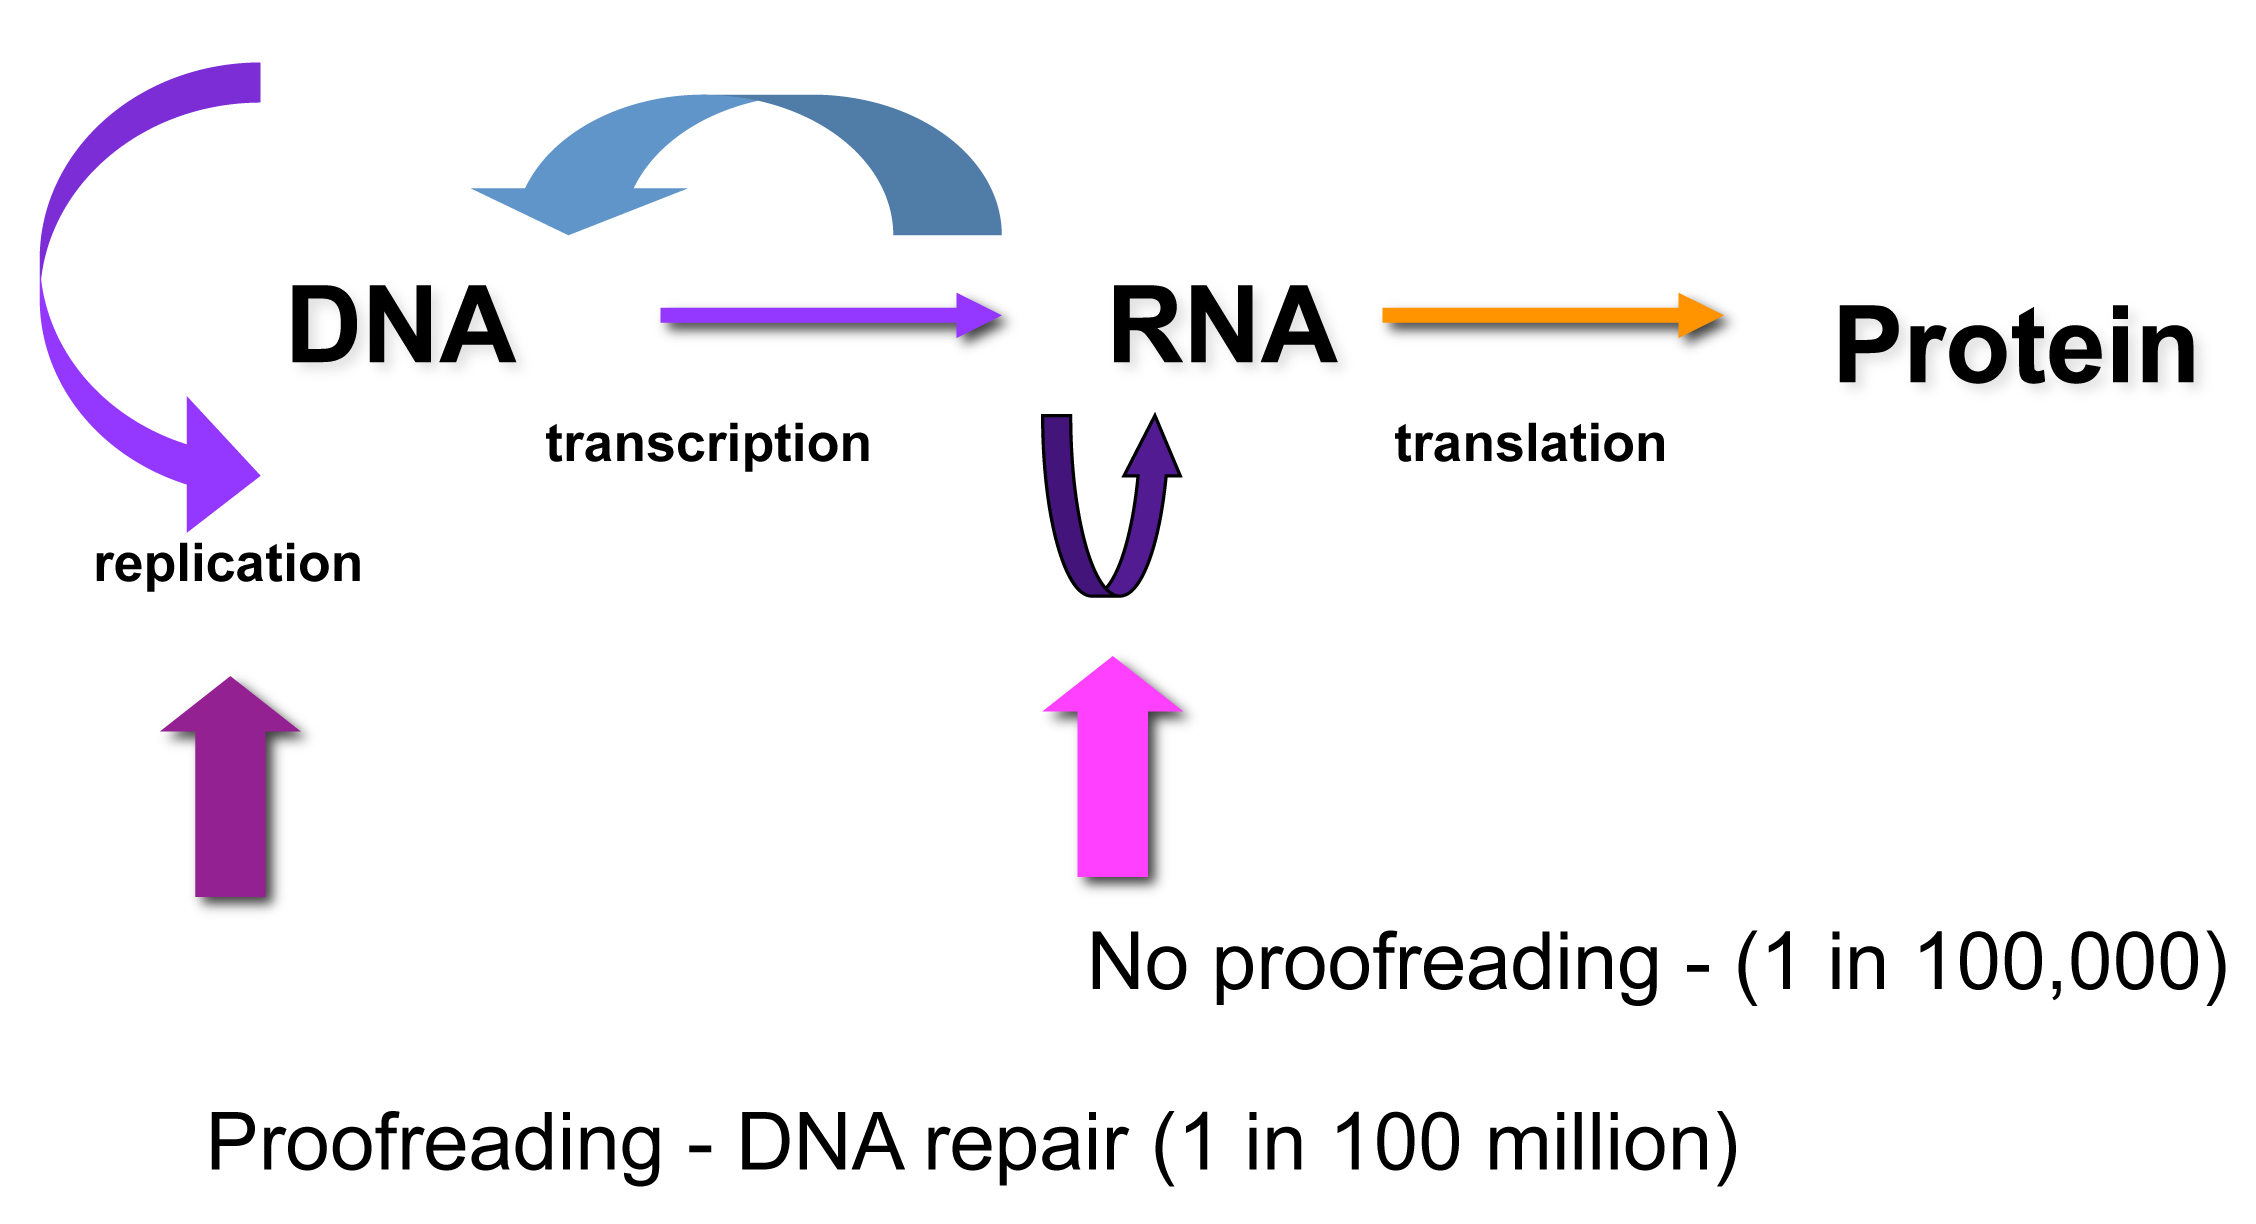 DNA
RNA
Protein
transcription
translation
replication
No proofreading - (1 in 100,000)
Proofreading - DNA repair (1 in 100 million)